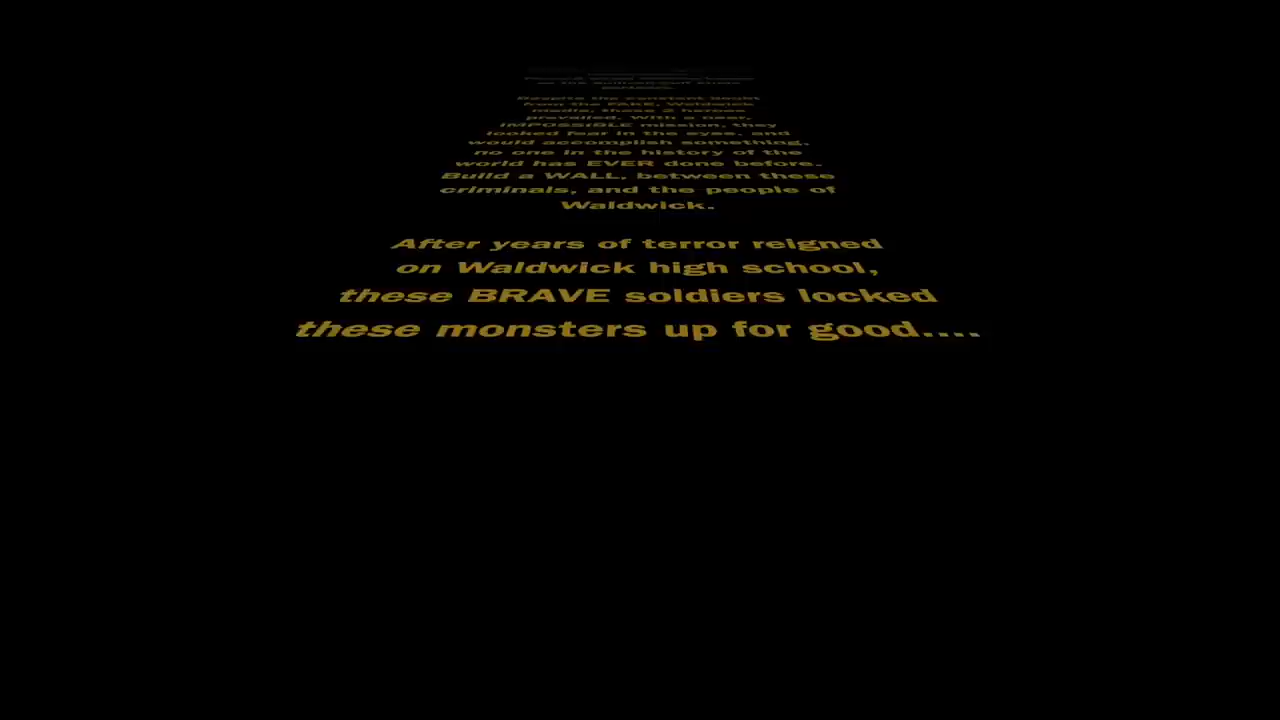 Despite the constant doubt
from the FAKE, Waldwick
media, these 2 heroes
prevailed. With a near,
IMPOSSIBLE mission, they
looked fear in the eyes, and
would accomplish something,
no one in the history of the
world has EVER done before.
Build a WALL, between these
criminals, and the people of
Waldwick.
After years of terror reigned
on Waldwick high school,
these BRAVE soldiers locked
these monsters up for good....